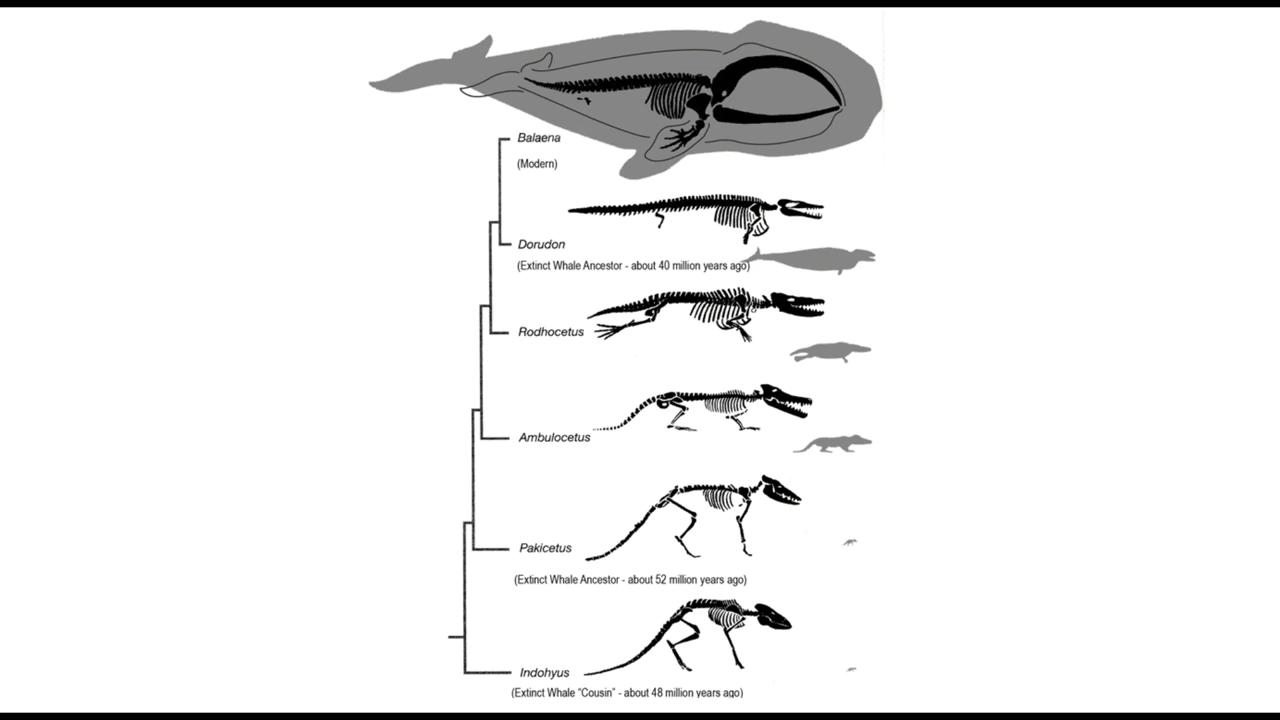 Balaena
(Modern)
Dorudon
(Extinct Whale Ancestor - about 40 million years ago)
Rodhocetus
Ambulocetus
Pakicetus
(Extinct Whale Ancestor - about 52 million years ago)
Indohyus
(Extinct Whale "Cousin" - about 48 million years ago)